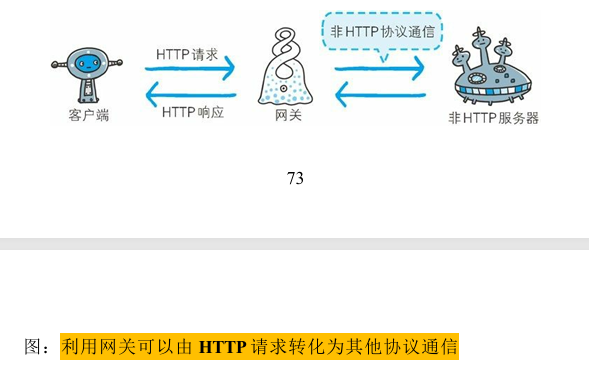 非HTTP协议通信
HTTP请求
HTTP响应
客户端
网关
非HTTP服务器
73
图：利用网关可以由 HTTP 请求转化为其他协议通信